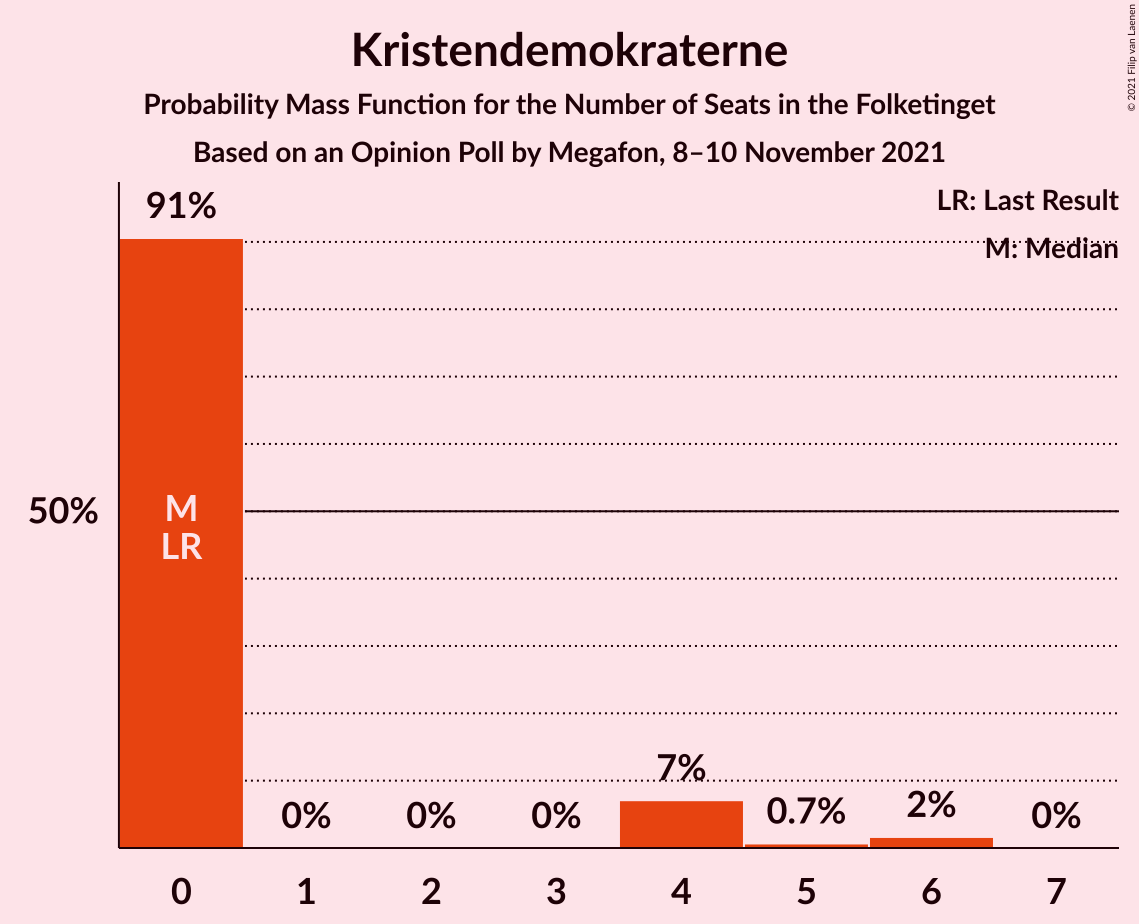 Kristendemokraterne
Probability Mass Function for the Number of Seats in the Folketinget
Based on an Opinion Poll by Megafon, 8–10 November 2021
© 2021 Filip van Laenen
LR: Last Result
M: Median
91%
50%
M
LR
0%
0%
0%
7%
0.7%
2%
0%
0
1
2
3
4
5
6
7